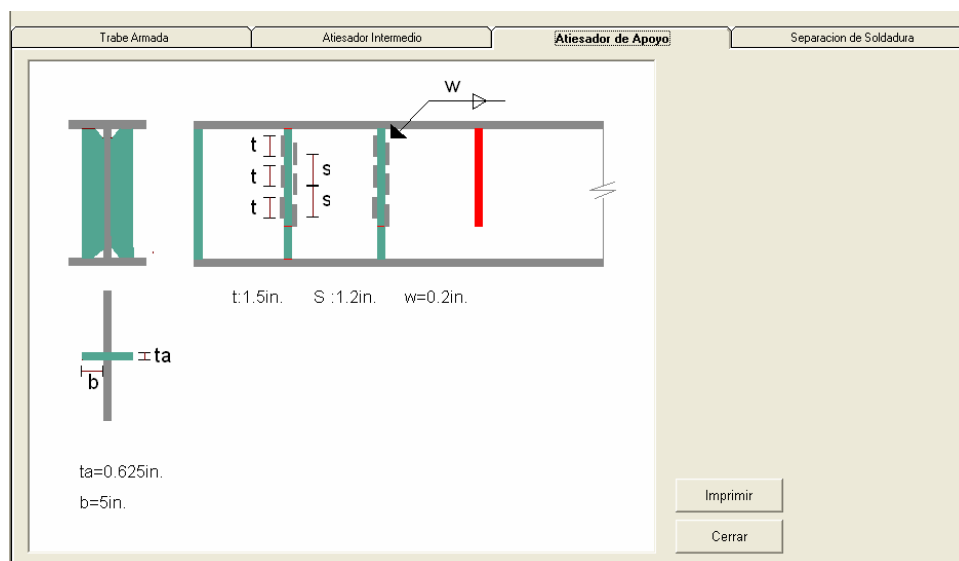 Trabe Armada
Atiesador Intermedio
Atiesador de Apoyo
Separacion de Soldadura
w
t
t
t
s
s
t:1.5in. S :1.2in. w=0.2in.
ta
b
ta=0.625in.
b=5in.
Imprimir
Cerrar